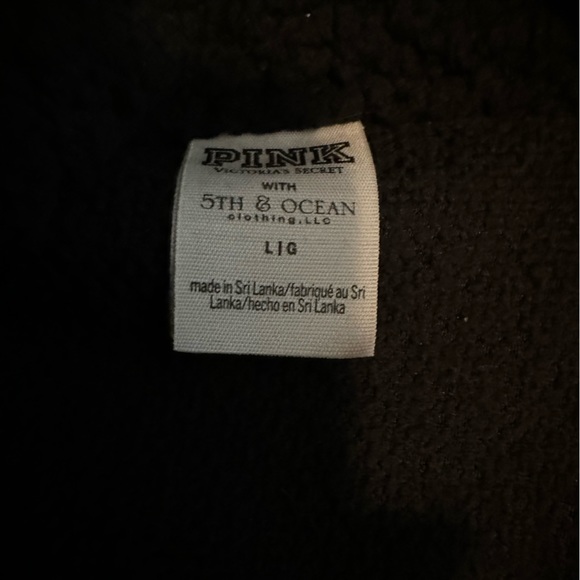 PINK
VICTORIA'S SECRET
WITH
5TH & OCEAN
clothing, LLC
L|G
made in Sri Lanka/fabriqué au Sri
Lanka/hecho en Sri Lanka